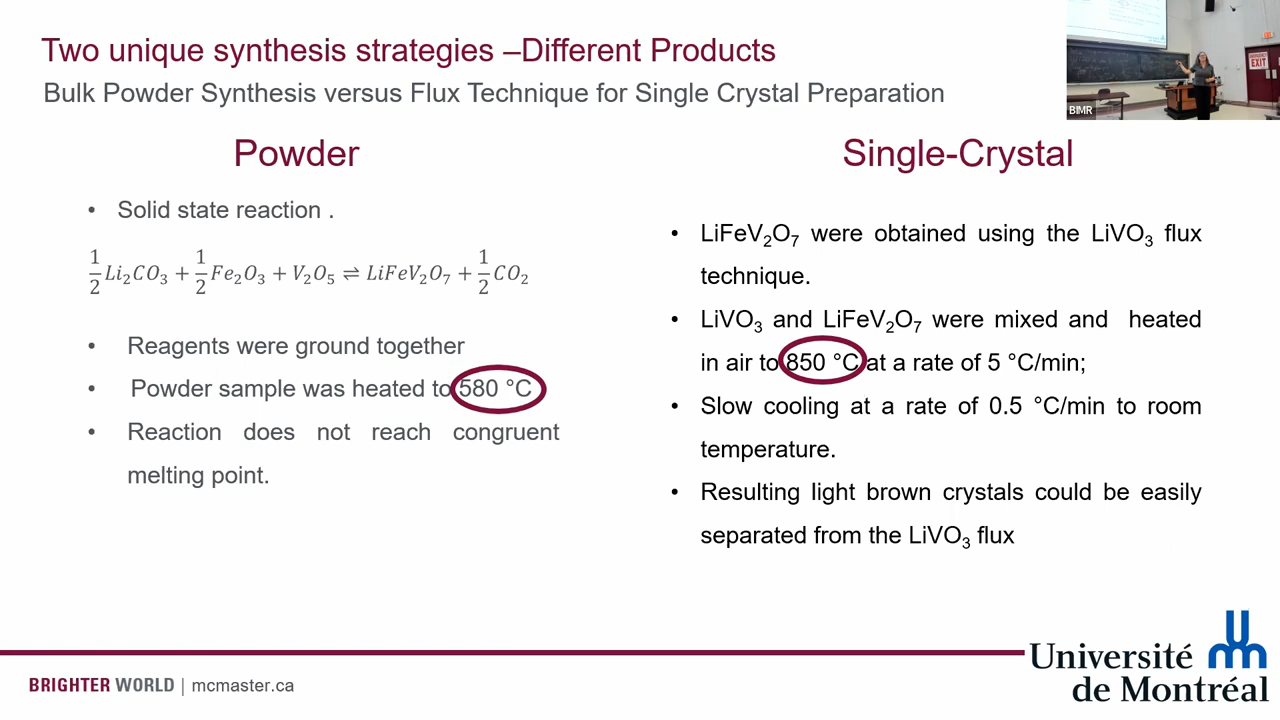 Two unique synthesis strategies –Different Products
Bulk Powder Synthesis versus Flux Technique for Single Crystal Preparation
BIMR
EXIT
Powder
• Solid state reaction .
1/2 Li₂CO₃ + 1/2 Fe₂O₃ + V₂O₅ ⇌ LiFeV₂O₇ + 1/2 CO₂
• Reagents were ground together
• Powder sample was heated to 580 °C
• Reaction does not reach congruent
melting point.
Single-Crystal
• LiFeV₂O₇ were obtained using the LiVO₃ flux
technique.
• LiVO₃ and LiFeV₂O₇ were mixed and heated
in air to 850 °C at a rate of 5 °C/min;
• Slow cooling at a rate of 0.5 °C/min to room
temperature.
• Resulting light brown crystals could be easily
separated from the LiVO₃ flux
BRIGHTER WORLD | mcmaster.ca
Université
de Montréal